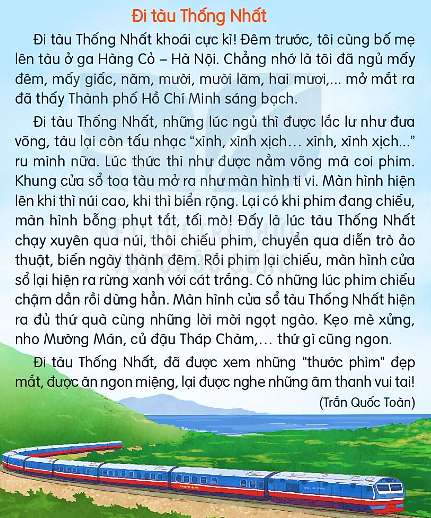 Đi tàu Thống Nhất
Đi tàu Thống Nhất khoái cực kì! Đêm trước, tôi cùng bố mẹ
lên tàu ở ga Hàng Cỏ – Hà Nội. Chẳng nhớ là tôi đã ngủ mấy
đêm, mấy giấc, năm, mười, mười lăm, hai mươi,... mở mắt ra
đã thấy Thành phố Hồ Chí Minh sáng bạch.
Đi tàu Thống Nhất, những lúc ngủ thì được lắc lư như đưa
võng, tàu lại còn tấu nhạc “xình, xình xịch... xình, xình xịch...”
ru mình nữa. Lúc thức thì như được nằm võng mà coi phim.
Khung cửa sổ toa tàu mở ra như màn hình ti vi. Màn hình hiện
lên khi thì núi cao, khi thì biển rộng. Lại có khi phim đang chiếu,
màn hình bỗng phụt tắt, tối mò! Đấy là lúc tàu Thống Nhất
chạy xuyên qua núi, thôi chiếu phim, chuyển qua diễn trò ảo
thuật, biến ngày thành đêm. Rồi phim lại chiếu, màn hình cửa
sổ lại hiện ra rừng xanh với cát trắng. Có những lúc phim chiếu
chậm dần rồi dừng hẳn. Màn hình cửa sổ tàu Thống Nhất hiện
ra đủ thứ quà cùng những lời mời ngọt ngào. Kẹo mè xửng,
nho Mường Mán, củ đậu Tháp Chàm,... thứ gì cũng ngon.
Đi tàu Thống Nhất, đã được xem những "thước phim" đẹp
mắt, được ăn ngon miệng, lại được nghe những âm thanh vui tai!
(Trần Quốc Toàn)